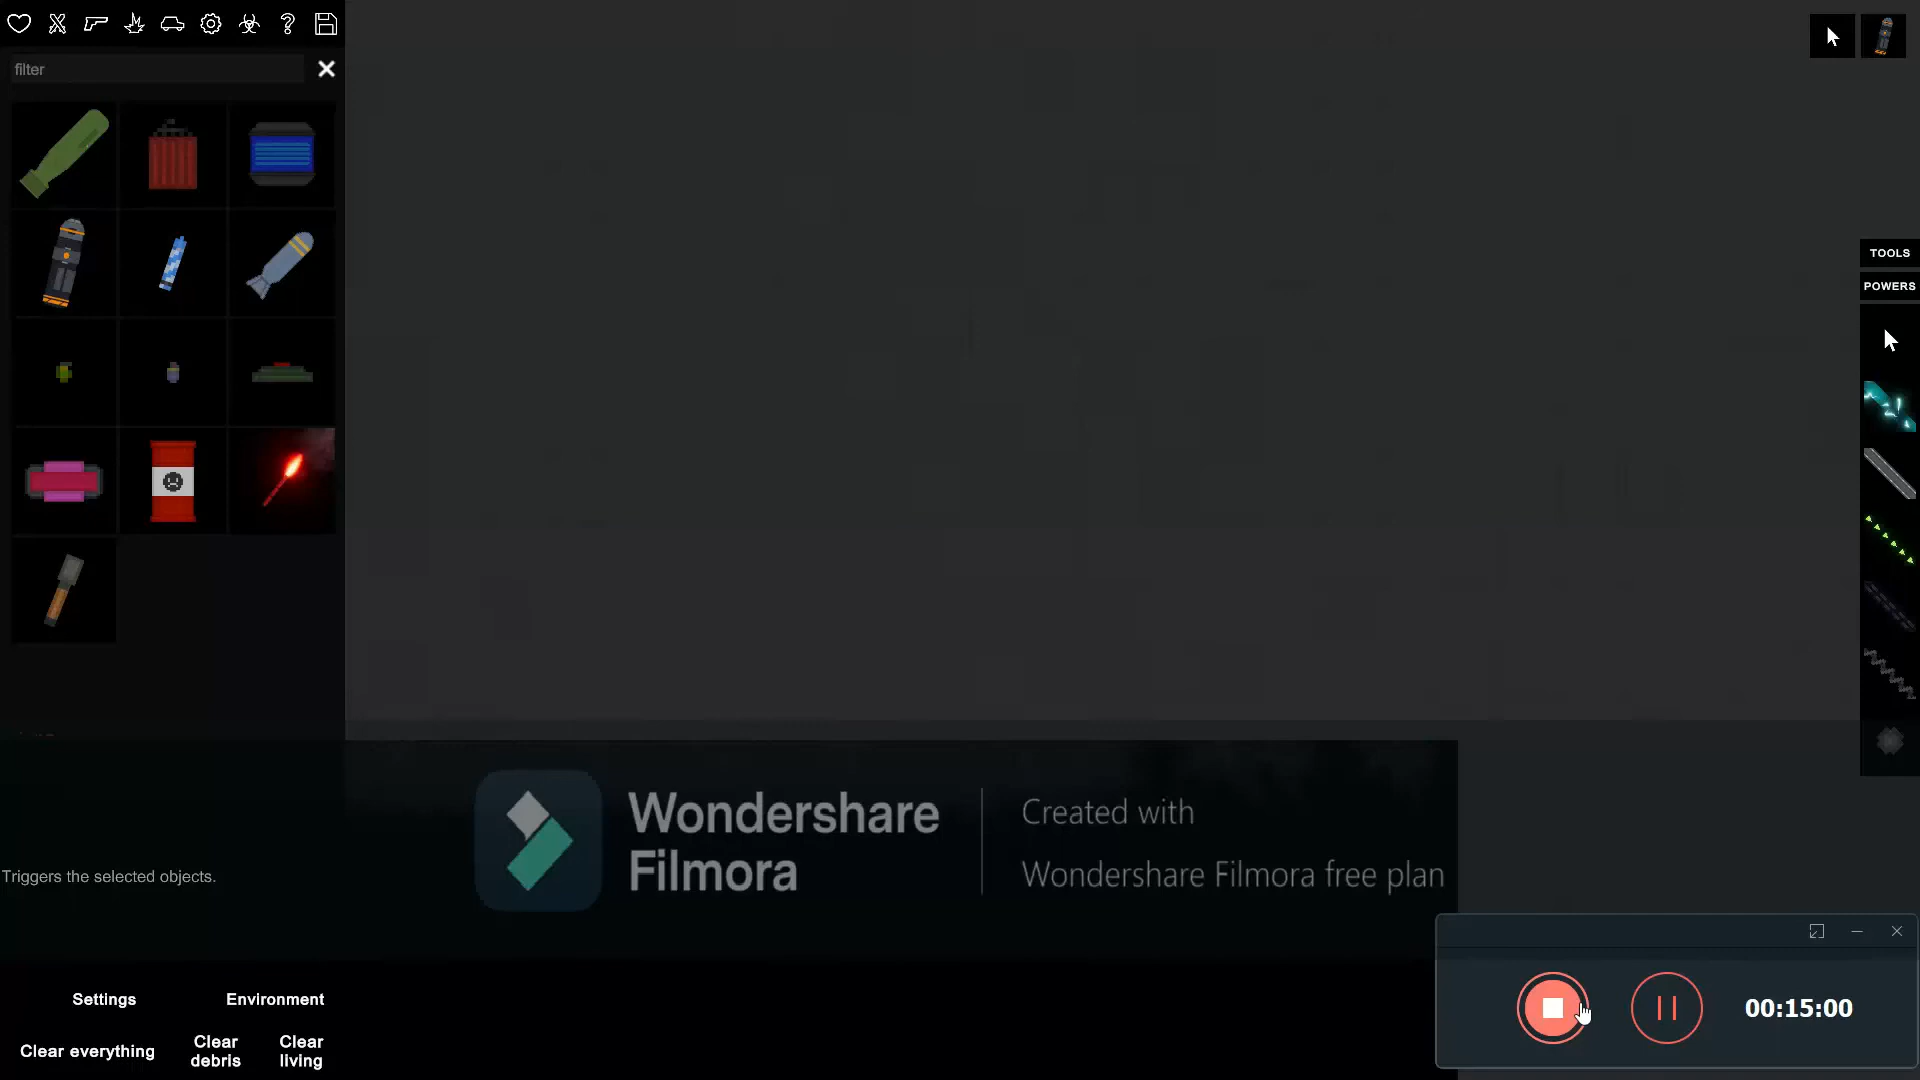 filter
TOOLS
POWERS
Wondershare
Filmora
Created with
Wondershare Filmora free plan
Triggers the selected objects.
Settings
Environment
Clear everything
Clear
debris
Clear
living
00:15:00